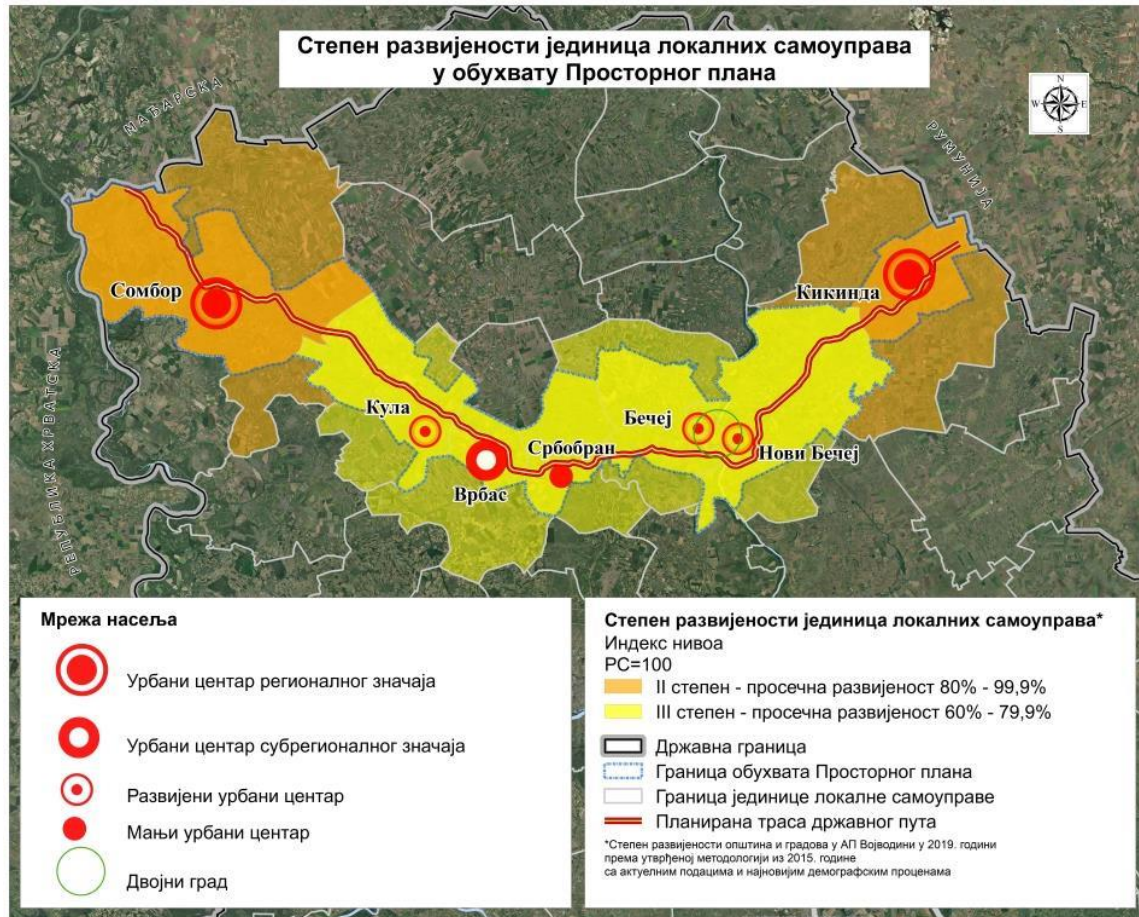 Степен развијености јединица локалних самоуправа
у обухвату Просторног плана
МАЂАРСКА
N
W
E
S
РУМУНИЈА
Сомбор
Кикинда
РЕПУБЛИКА ХРВАТСКА
Кула
Бечеј
Србобран
Нови Бечеј
Врбас
Мрежа насеља
Урбани центар регионалног значаја
Урбани центар субрегионалног значаја
Развијени урбани центар
Мањи урбани центар
Двојни град
Степен развијености јединица локалних самоуправа*
Индекс нивоа
РС=100
II степен - просечна развијеност 80% - 99,9%
III степен - просечна развијеност 60% - 79,9%
Државна граница
Граница обухвата Просторног плана
Граница јединице локалне самоуправе
Планирана траса државног пута
*Степен развијености општина и градова у АП Војводини у 2019. години
према утврђеној методологији из 2015. године
са актуелним подацима и најновијим демографским проценама